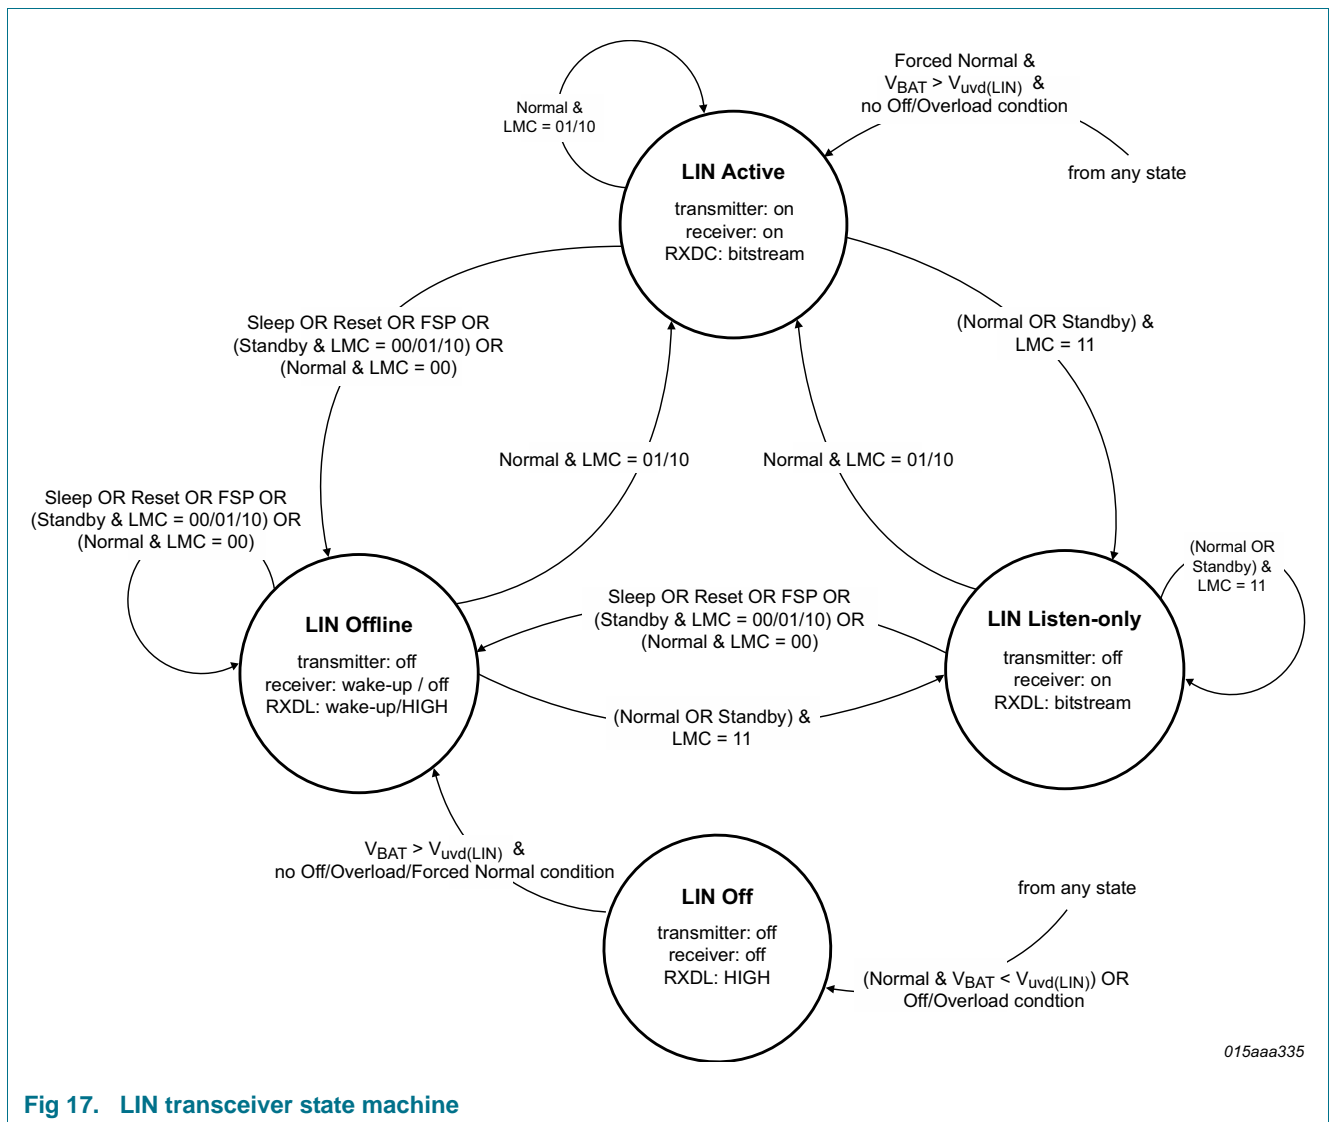 Normal &
LMC = 01/10
Forced Normal &
VBAT > Vuvd(LIN) &
no Off/Overload condtion
from any state
LIN Active
transmitter: on
receiver: on
RXDC: bitstream
Sleep OR Reset OR FSP OR
(Standby & LMC = 00/01/10) OR
(Normal & LMC = 00)
(Normal OR Standby) &
LMC = 11
Normal & LMC = 01/10
Normal & LMC = 01/10
Sleep OR Reset OR FSP OR
(Standby & LMC = 00/01/10) OR
(Normal & LMC = 00)
(Normal OR
Standby) &
LMC = 11
LIN Offline
transmitter: off
receiver: wake-up / off
RXDL: wake-up/HIGH
Sleep OR Reset OR FSP OR
(Standby & LMC = 00/01/10) OR
(Normal & LMC = 00)
LIN Listen-only
transmitter: off
receiver: on
RXDL: bitstream
(Normal OR Standby) &
LMC = 11
VBAT > Vuvd(LIN) &
no Off/Overload/Forced Normal condition
LIN Off
transmitter: off
receiver: off
RXDL: HIGH
from any state
(Normal & VBAT < Vuvd(LIN)) OR
Off/Overload condtion
015aaa335
Fig 17. LIN transceiver state machine